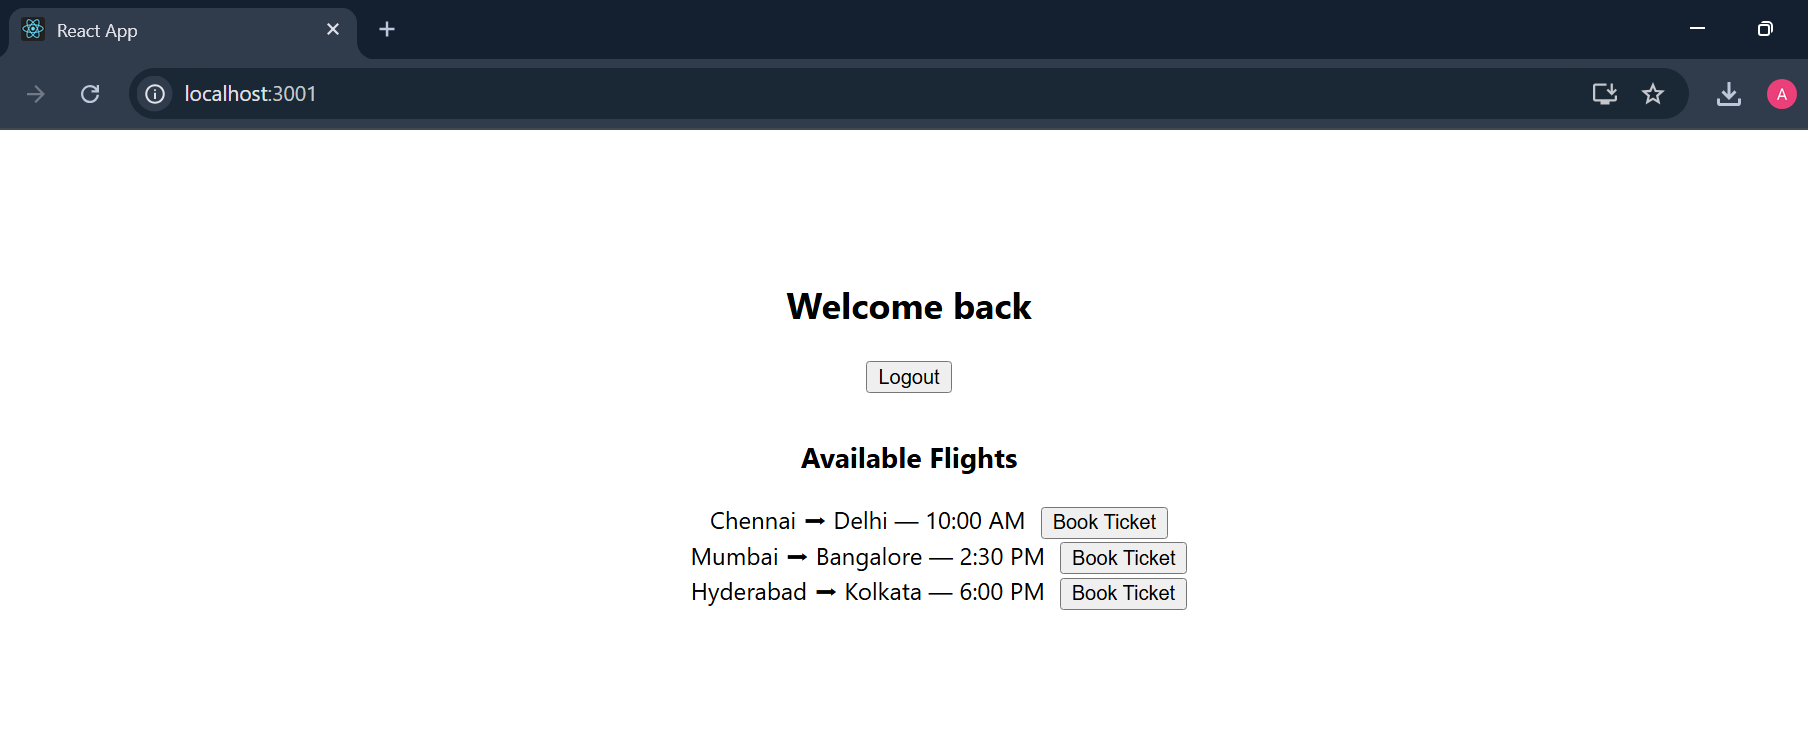 React App
localhost:3001
A
Welcome back
Logout
Available Flights
Chennai ➡ Delhi — 10:00 AM Book Ticket
Mumbai ➡ Bangalore — 2:30 PM Book Ticket
Hyderabad ➡ Kolkata — 6:00 PM Book Ticket